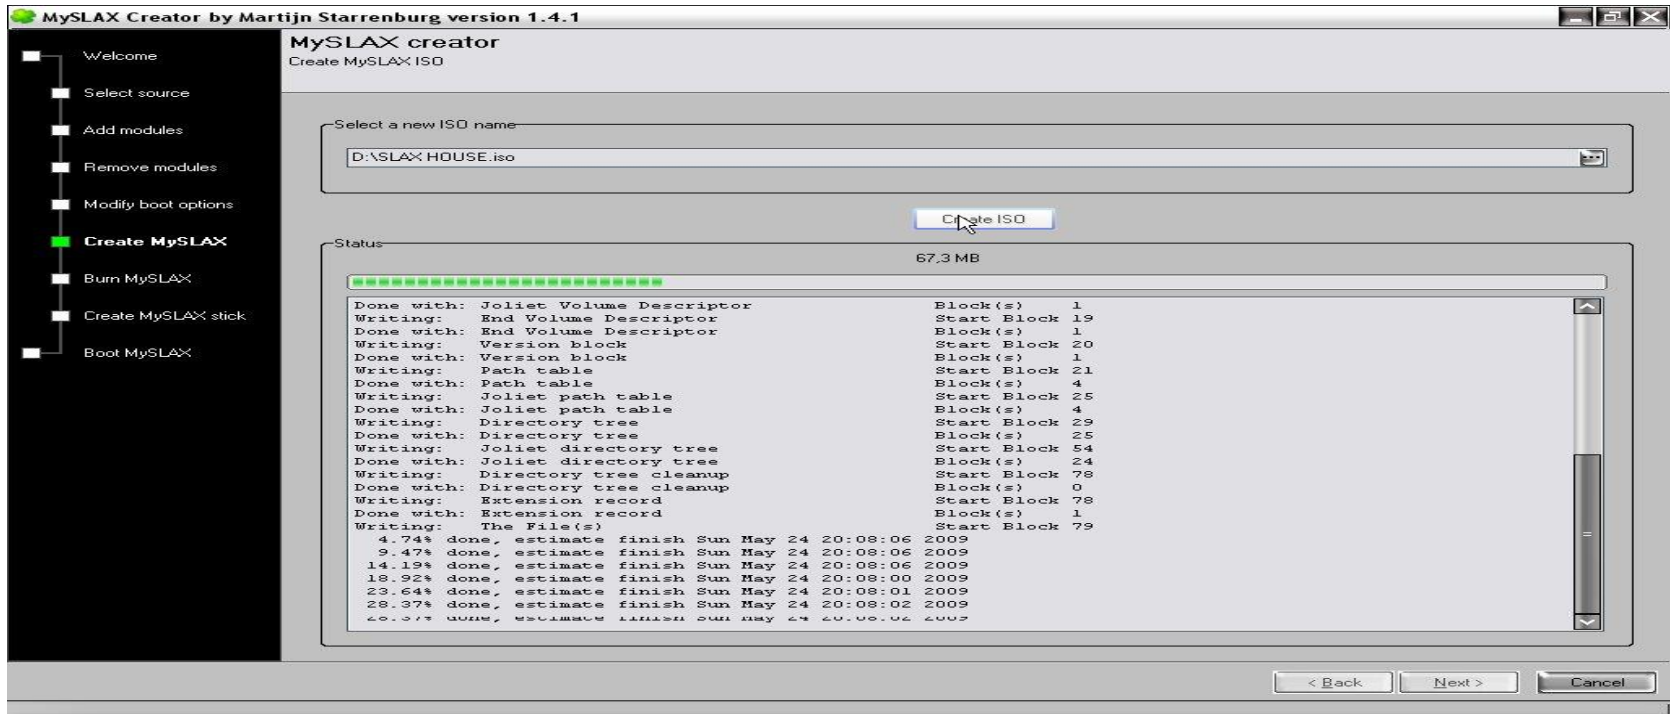 MySLAX Creator by Martijn Starrenburg version 1.4.1
MySLAX creator
Create MySLAX ISO
Welcome
Select source
Add modules
Remove modules
Modify boot options
Create MySLAX
Burn MySLAX
Create MySLAX stick
Boot MySLAX
Select a new ISO name
D:\SLAX HOUSE.iso
...
Create ISO
Status
67,3 MB
Done with: Joliet Volume Descriptor Block(s) 1
Writing: End Volume Descriptor Start Block 19
Done with: End Volume Descriptor Block(s) 1
Writing: Version block Start Block 20
Done with: Version block Block(s) 1
Writing: Path table Start Block 21
Done with: Path table Block(s) 4
Writing: Joliet path table Start Block 25
Done with: Joliet path table Block(s) 4
Writing: Directory tree Start Block 29
Done with: Directory tree Block(s) 25
Writing: Joliet directory tree Start Block 54
Done with: Joliet directory tree Block(s) 24
Writing: Directory tree cleanup Start Block 78
Done with: Directory tree cleanup Block(s) 0
Writing: Extension record Start Block 78
Done with: Extension record Block(s) 1
Writing: The File(s) Start Block 79
4.74% done, estimate finish Sun May 24 20:08:06 2009
9.47% done, estimate finish Sun May 24 20:08:06 2009
14.19% done, estimate finish Sun May 24 20:08:06 2009
18.92% done, estimate finish Sun May 24 20:08:00 2009
23.64% done, estimate finish Sun May 24 20:08:01 2009
28.37% done, estimate finish Sun May 24 20:08:02 2009
< Back
Next >
Cancel